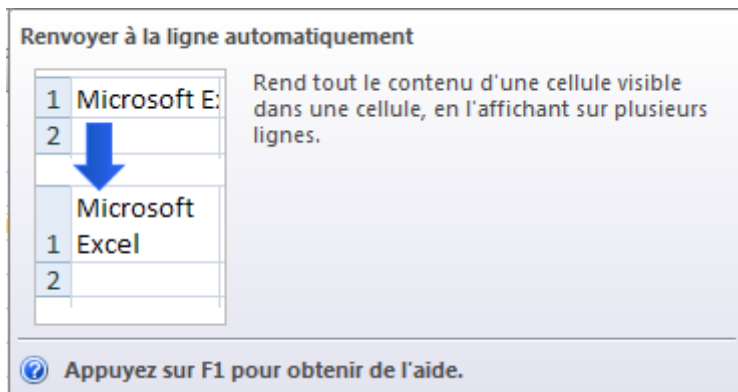 Renvoyer à la ligne automatiquement
1 Microsoft E
2
Microsoft
1 Excel
2
Rend tout le contenu d'une cellule visible
dans une cellule, en l'affichant sur plusieurs
lignes.
Appuyez sur F1 pour obtenir de l'aide.